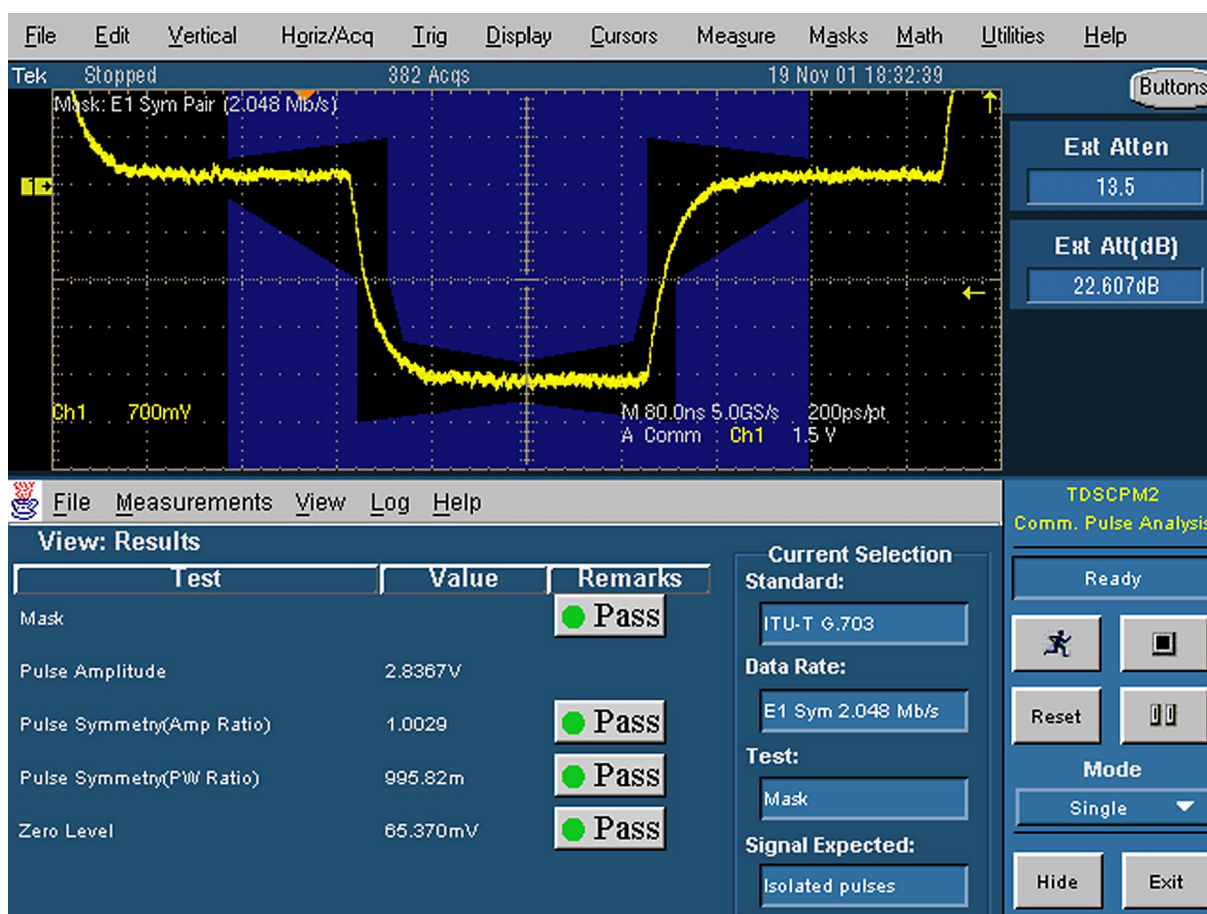 File Edit Vertical Horiz/Acq Trig Display Cursors Measure Masks Math Utilities Help
Tek Stopped 382 Acqs 19 Nov 01 18:32:39
Buttons
Mask: E1 Sym Pair (2.048 Mb/s)
Ext Atten
13.5
Ext Att(dB)
22.607dB
1
Ch1 700mV
M 80.0ns 5.0GS/s 200ps/pt
A Comm Ch1 1.5 V
File Measurements View Log Help
TDSCPM2
Comm. Pulse Analysis
View: Results
Test Value Remarks
Mask Pass
Pulse Amplitude 2.8367V
Pulse Symmetry(Amp Ratio) 1.0029 Pass
Pulse Symmetry(PW Ratio) 995.82m Pass
Zero Level 65.370mV Pass
Current Selection
Standard:
ITU-T G.703
Data Rate:
E1 Sym 2.048 Mb/s
Test:
Mask
Signal Expected:
Isolated pulses
Ready
Reset
Mode
Single
Hide Exit